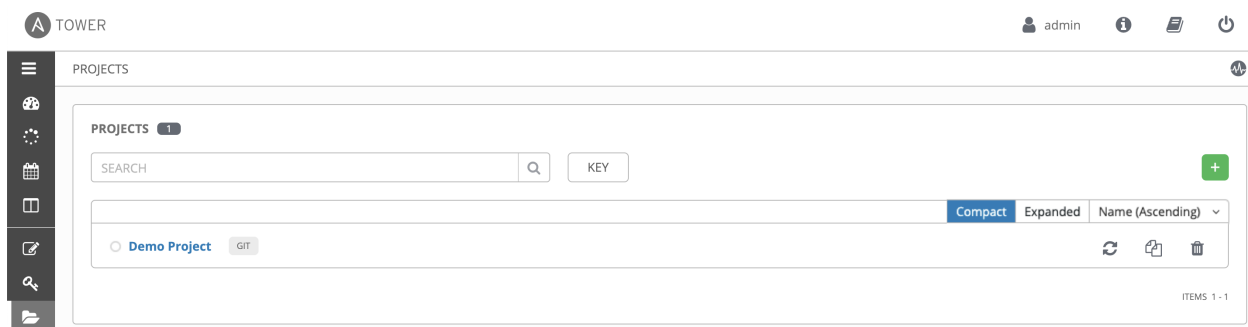 A TOWER
admin
PROJECTS
PROJECTS 1
SEARCH
KEY
+
Compact Expanded Name (Ascending)
Demo Project GIT
ITEMS 1 - 1